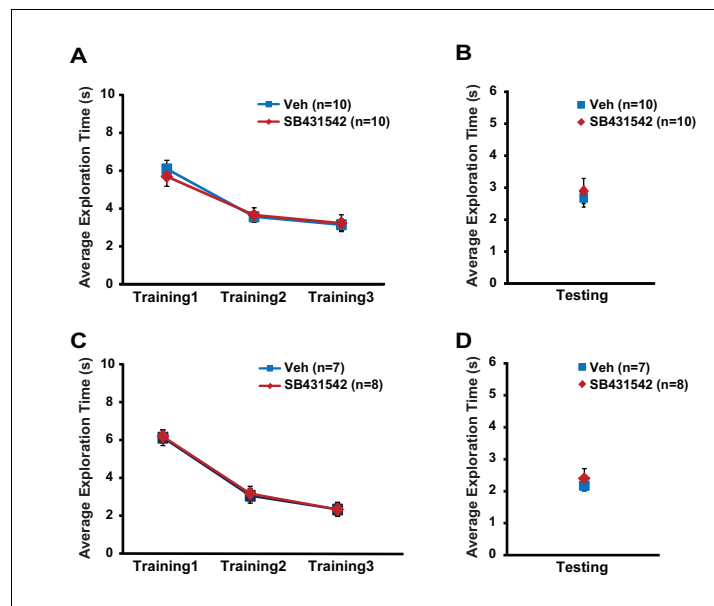 A
Average Exploration Time (s)
10
8
6
4
2
0
Veh (n=10)
SB431542 (n=10)
Training1 Training2 Training3
B
Average Exploration Time (s)
6
5
4
3
2
1
0
Veh (n=10)
SB431542 (n=10)
Testing
C
Average Exploration Time (s)
10
8
6
4
2
0
Veh (n=7)
SB431542 (n=8)
Training1 Training2 Training3
D
Average Exploration Time (s)
6
5
4
3
2
1
0
Veh (n=7)
SB431542 (n=8)
Testing